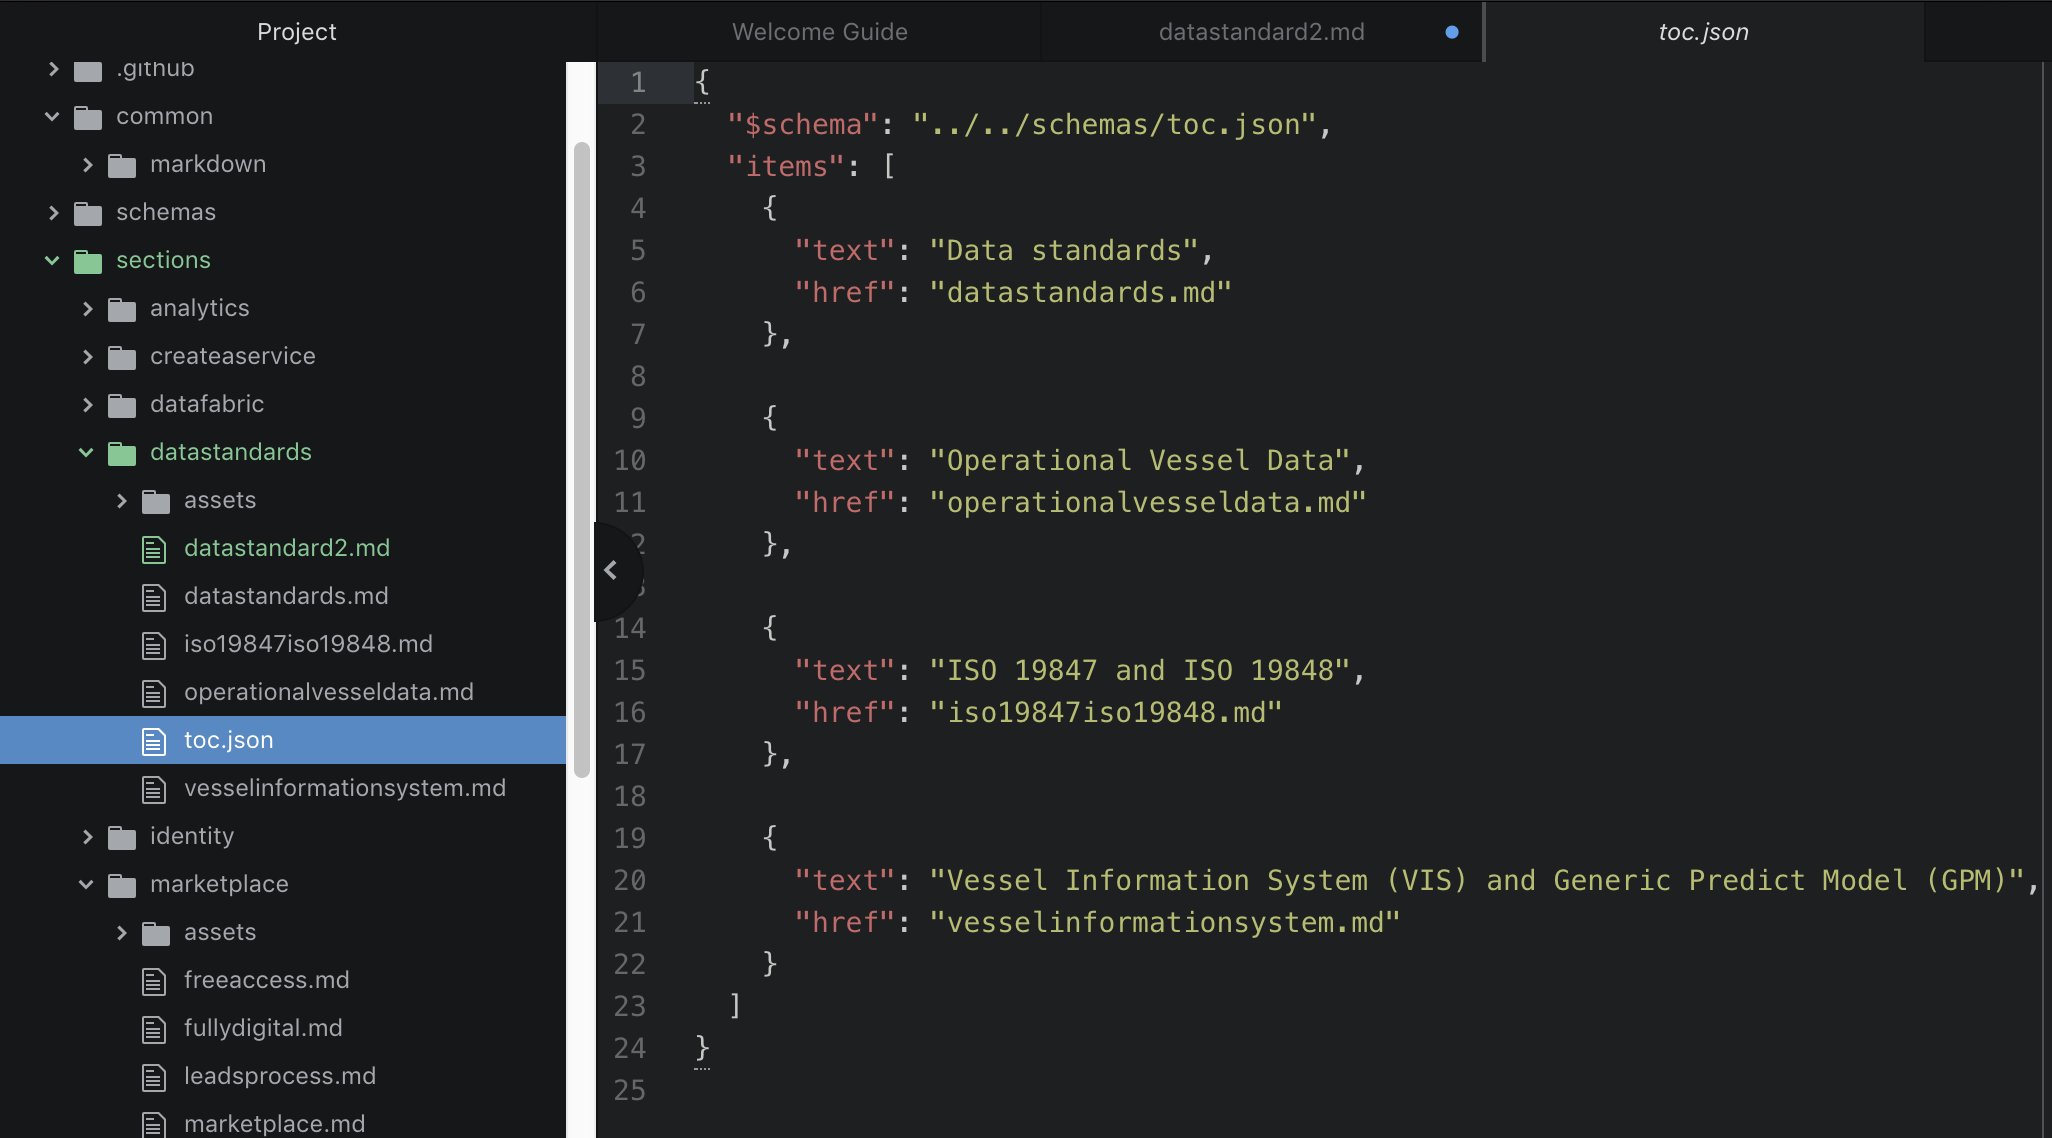 Project
.github
common
markdown
schemas
sections
analytics
createaservice
datafabric
datastandards
assets
datastandard2.md
datastandards.md
iso19847iso19848.md
operationalvesseldata.md
toc.json
vesselinformationsystem.md
identity
marketplace
assets
freeaccess.md
fullydigital.md
leadsprocess.md
marketplace.md
Welcome Guide
datastandard2.md
toc.json
1 {
2 "$schema": "../../schemas/toc.json",
3 "items": [
4 {
5 "text": "Data standards",
6 "href": "datastandards.md"
7 },
8
9 {
10 "text": "Operational Vessel Data",
11 "href": "operationalvesseldata.md"
2 },
14 {
15 "text": "ISO 19847 and ISO 19848",
16 "href": "iso19847iso19848.md"
17 },
18
19 {
20 "text": "Vessel Information System (VIS) and Generic Predict Model (GPM)",
21 "href": "vesselinformationsystem.md"
22 }
23 ]
24 }
25